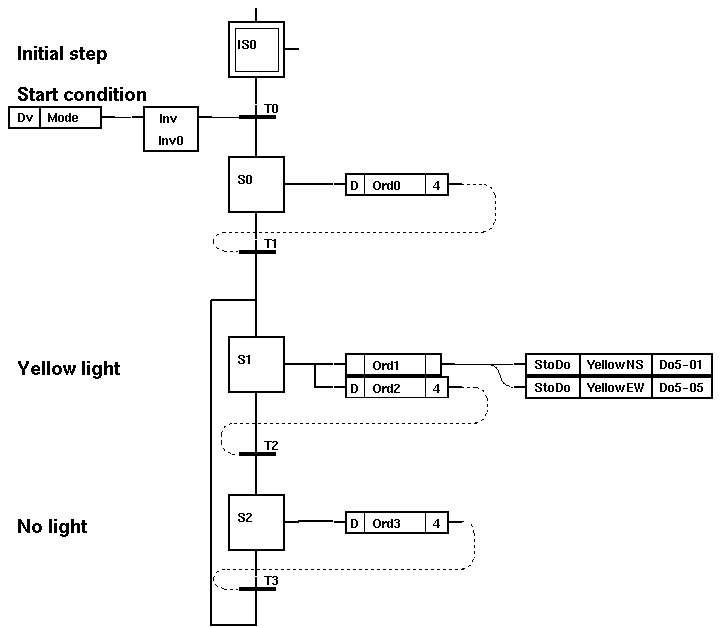 IS0
Initial step
Start condition
T0
Dv Mode
Inv
Inv0
S0
D Ord0 4
T1
Yellow light
S1
Ord1
StoDo YellowNS Do5-01
D Ord2 4
StoDo YellowEW Do5-05
T2
No light
S2
D Ord3 4
T3